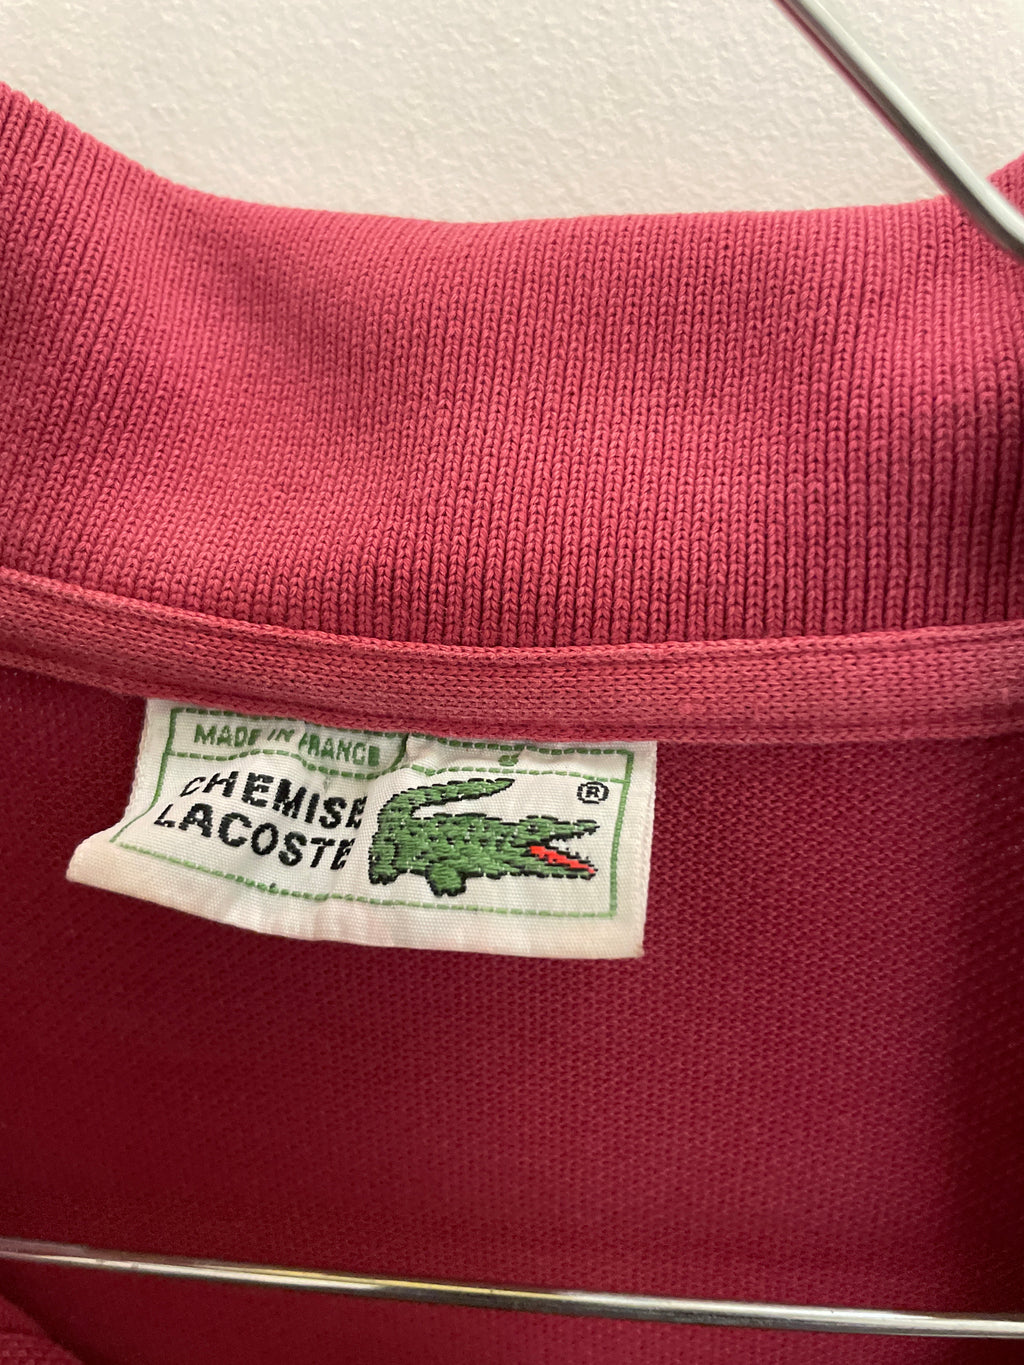 MADE IN FRANCE
CHEMISE
LACOSTE
®